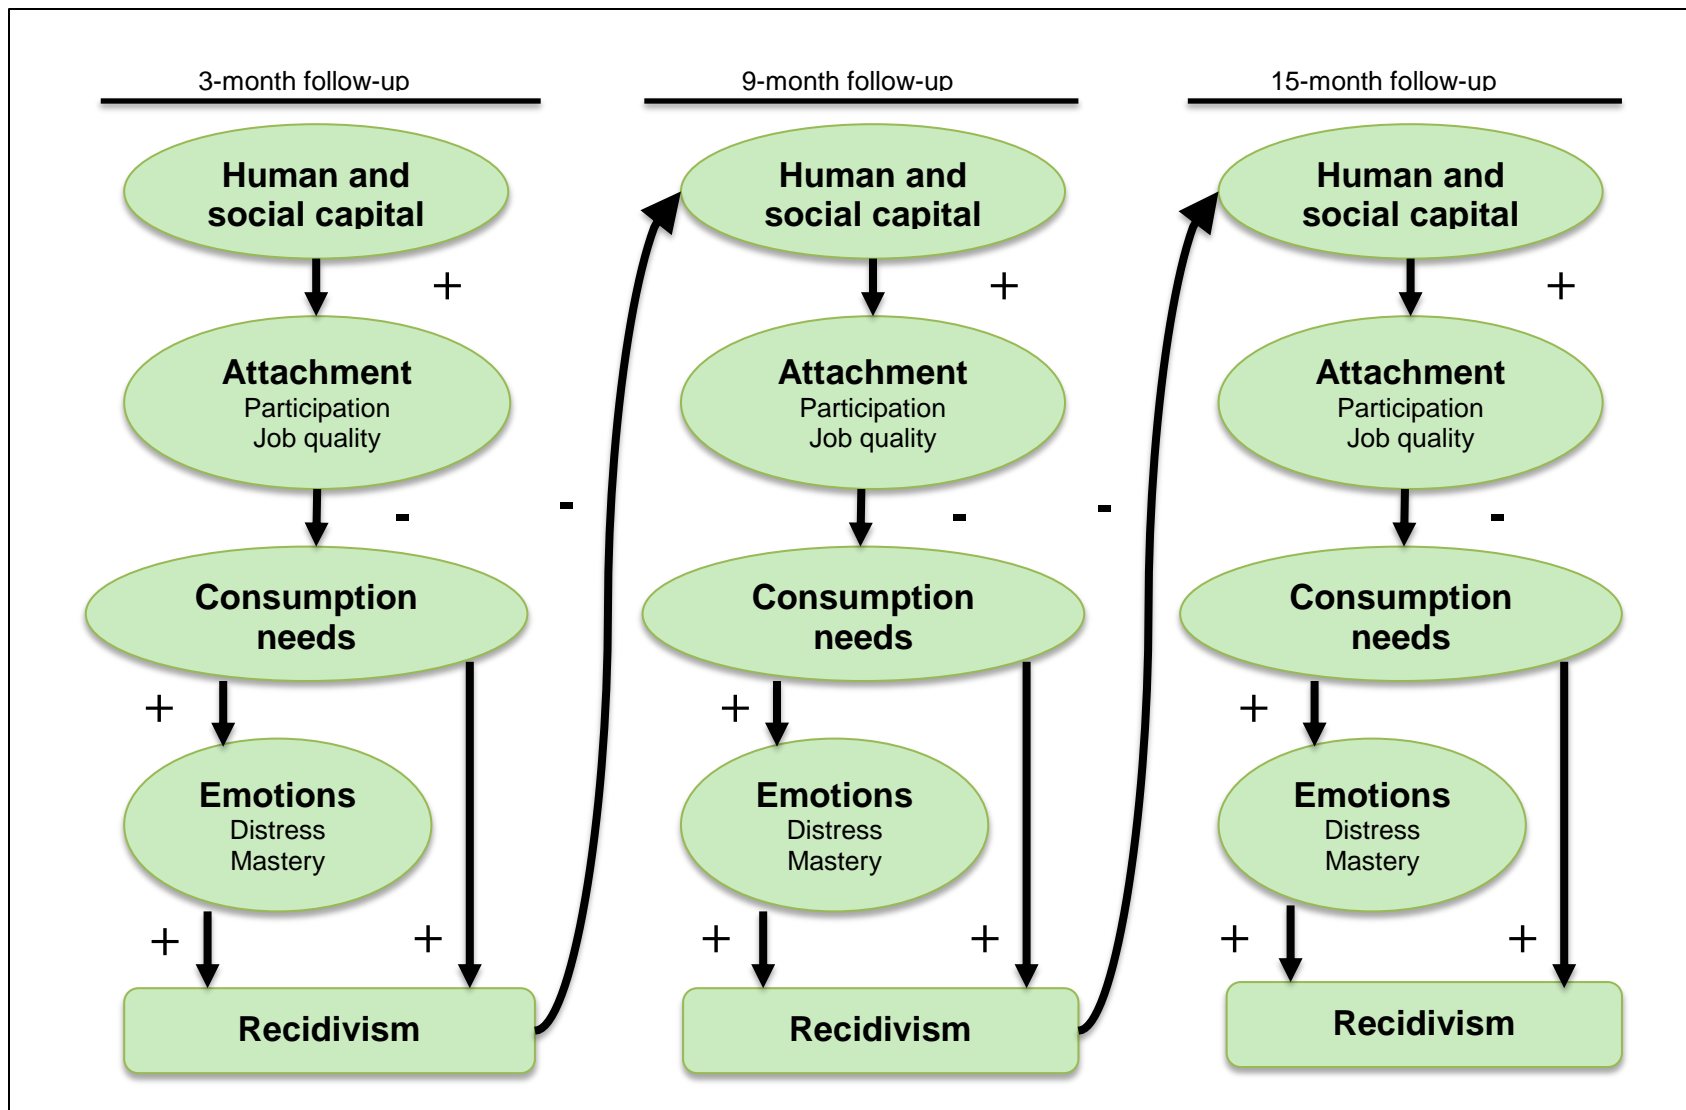 3-month follow-up
Human and
social capital
+
Attachment
Participation
Job quality
-
-
Consumption
needs
+
Emotions
Distress
Mastery
+
+
Recidivism
9-month follow-up
Human and
social capital
+
Attachment
Participation
Job quality
-
-
Consumption
needs
+
Emotions
Distress
Mastery
+
+
Recidivism
15-month follow-up
Human and
social capital
+
Attachment
Participation
Job quality
-
Consumption
needs
+
Emotions
Distress
Mastery
+
+
Recidivism